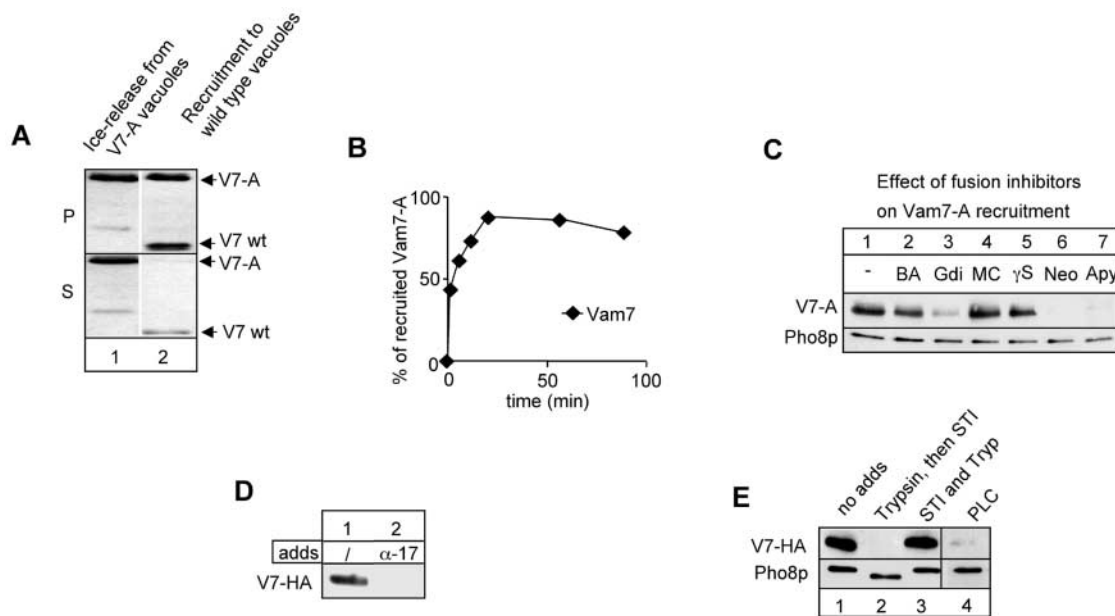 A
Ice-release from
V7-A vacuoles
Recruitment to
wild type vacuoles
P
V7-A
V7 wt
S
V7-A
V7 wt
1 2
B
% of recruited Vam7-A
100
50
0
0 50 100
time (min)
Vam7
C
Effect of fusion inhibitors
on Vam7-A recruitment
1 2 3 4 5 6 7
- BA Gdi MC γS Neo Apy
V7-A
Pho8p
D
1 2
adds / α-17
V7-HA
E
no adds
Trypsin, then STI
STI and Tryp
PLC
V7-HA
Pho8p
1 2 3 4